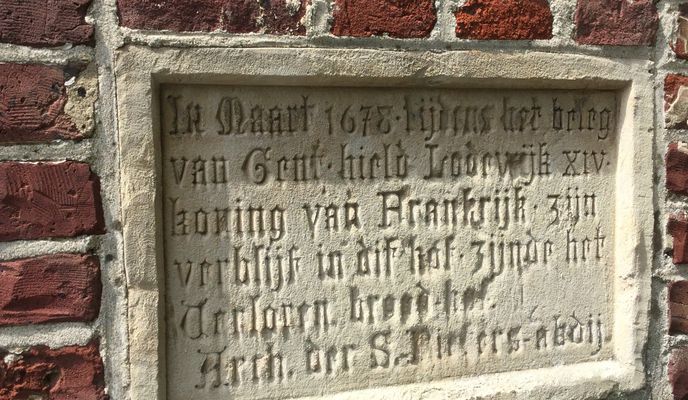 In Maart 1678 · tijdens het beleg
van Gent · hield Lodewijk XIV ·
koning van Frankrijk · zijn
verblijf in dit · hof · zijnde het
Verloren · brood · hof.
Arch. der S. Pieters-abdij